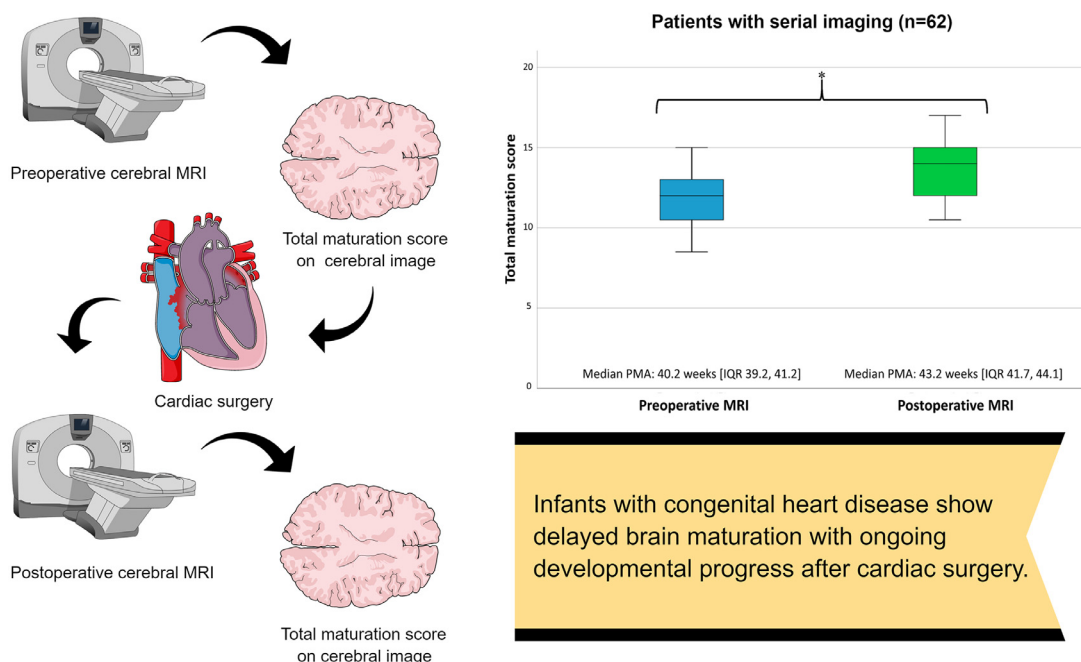 Preoperative cerebral MRI
Total maturation score
on cerebral image
Cardiac surgery
Postoperative cerebral MRI
Total maturation score
on cerebral image
Patients with serial imaging (n=62)
Total maturation score
20
15
10
5
0
*
Median PMA: 40.2 weeks [IQR 39.2, 41.2]
Median PMA: 43.2 weeks [IQR 41.7, 44.1]
Preoperative MRI
Postoperative MRI
Infants with congenital heart disease show
delayed brain maturation with ongoing
developmental progress after cardiac surgery.